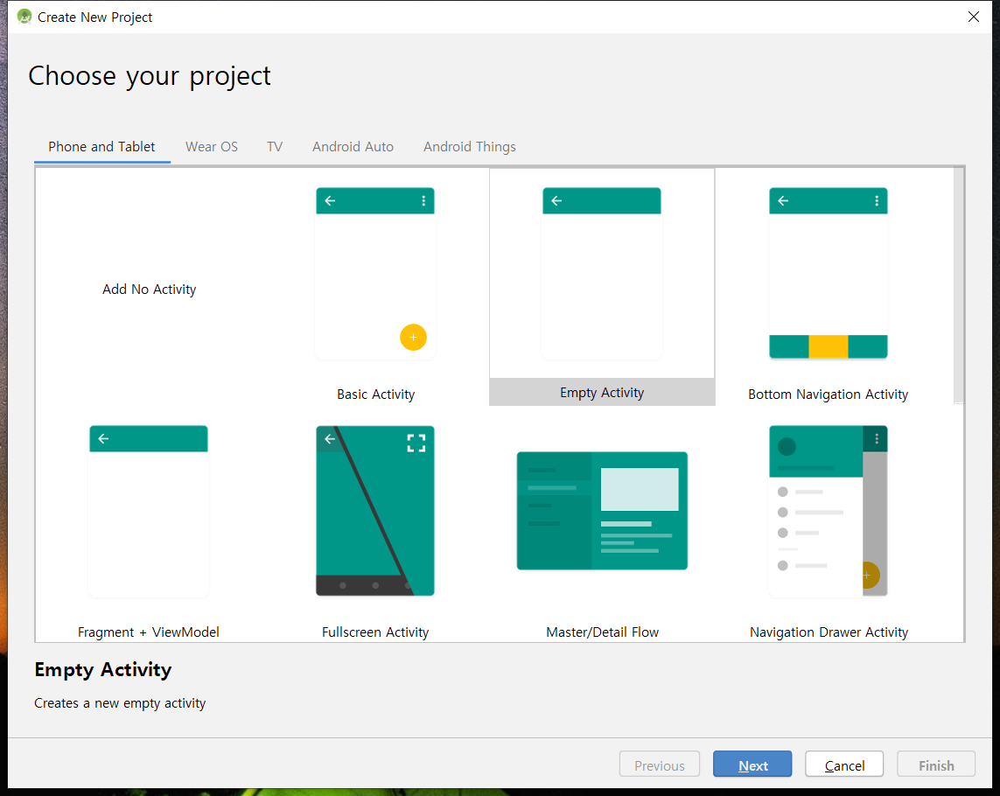 Create New Project
Choose your project
Phone and Tablet Wear OS TV Android Auto Android Things
Add No Activity
Basic Activity
Empty Activity
Bottom Navigation Activity
Fragment + ViewModel
Fullscreen Activity
Master/Detail Flow
Navigation Drawer Activity
Empty Activity
Creates a new empty activity
Previous Next Cancel Finish